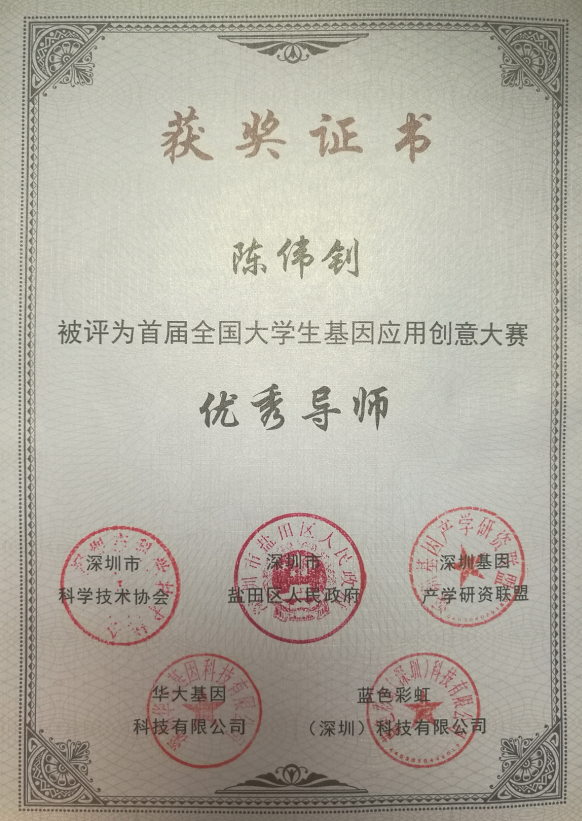 获奖证书
陈伟钊
被评为首届全国大学生基因应用创意大赛
优秀导师
深圳市
科学技术协会
深圳市
盐田区人民政府
深圳基因
产学研资联盟
华大基因
科技有限公司
蓝色彩虹
（深圳）科技有限公司